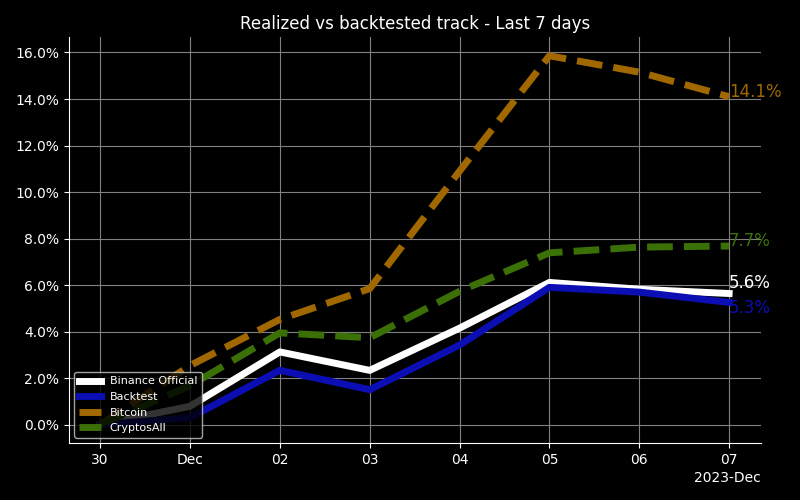 Realized vs backtested track - Last 7 days
16.0%
14.0%
12.0%
10.0%
8.0%
6.0%
4.0%
2.0%
0.0%
14.1%
7.7%
5.6%
5.3%
Binance Official
Backtest
Bitcoin
CryptosAll
30 Dec 02 03 04 05 06 07
2023-Dec